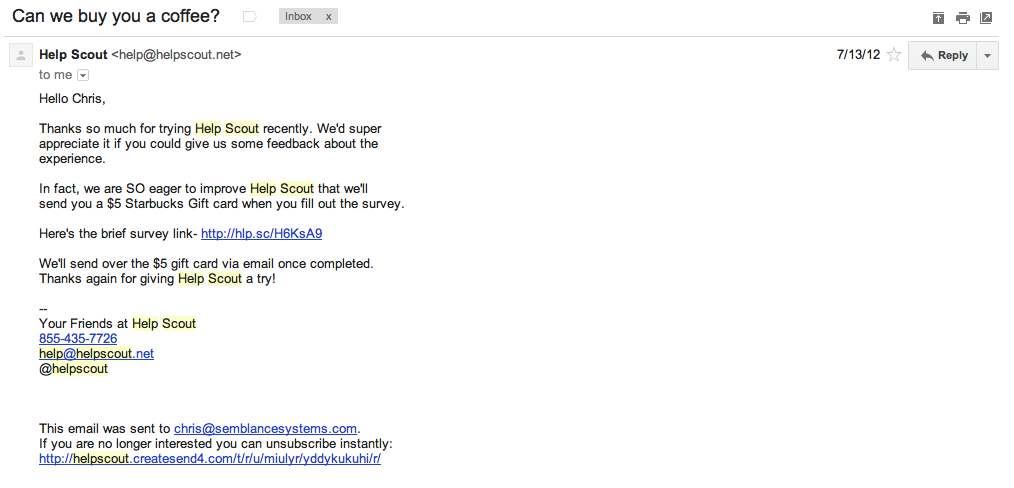 Can we buy you a coffee?
Inbox x
Help Scout <help@helpscout.net>
7/13/12
Reply
to me
Hello Chris,
Thanks so much for trying Help Scout recently. We'd super
appreciate it if you could give us some feedback about the
experience.
In fact, we are SO eager to improve Help Scout that we'll
send you a $5 Starbucks Gift card when you fill out the survey.
Here's the brief survey link- http://hlp.sc/H6KsA9
We'll send over the $5 gift card via email once completed.
Thanks again for giving Help Scout a try!
--
Your Friends at Help Scout
855-435-7726
help@helpscout.net
@helpscout
This email was sent to chris@semblancesystems.com.
If you are no longer interested you can unsubscribe instantly:
http://helpscout.createsend4.com/t/r/u/miulyr/yddykukuhi/r/